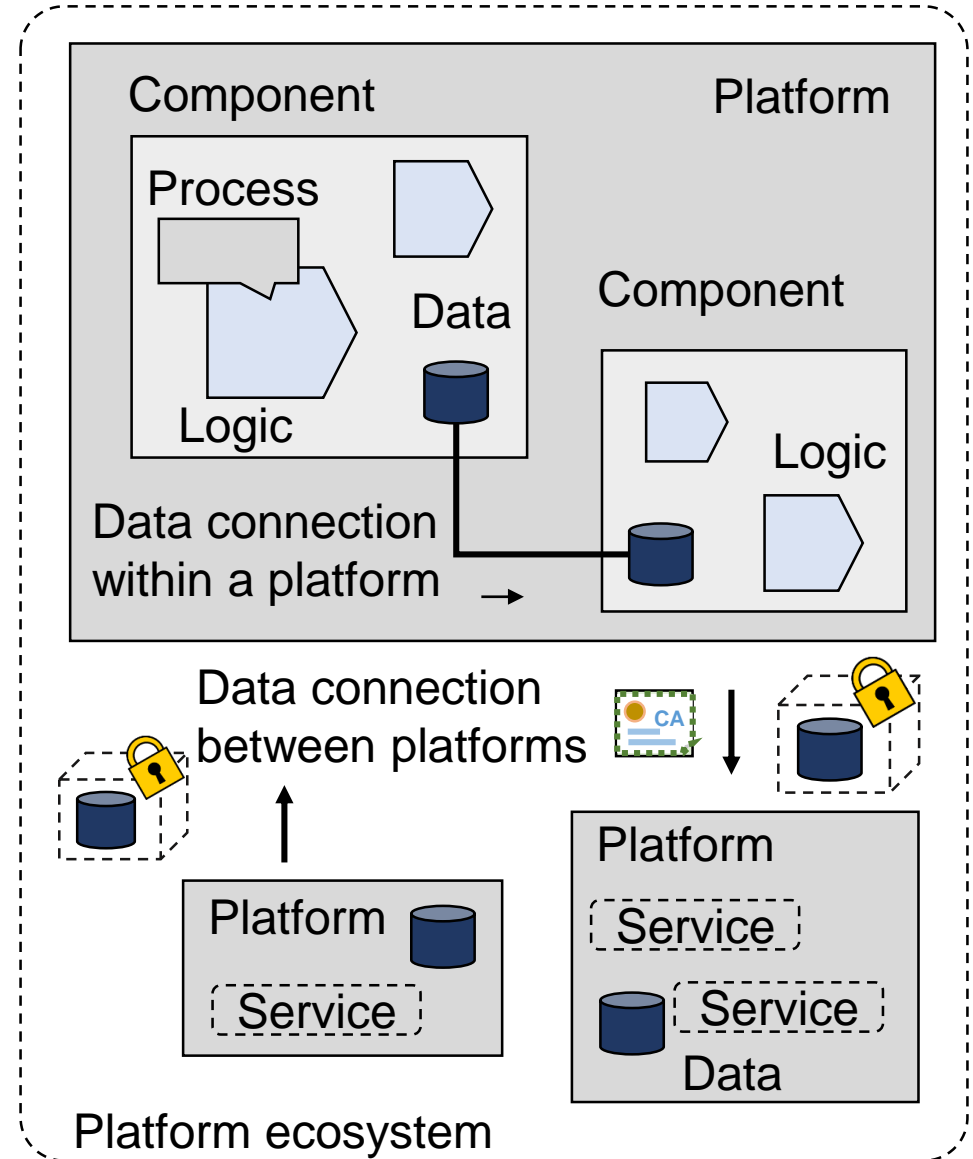 Component
Platform
Process
Component
Data
Logic
Logic
Data connection
within a platform
Data connection
between platforms
CA
Platform
Platform
Service
Service
Service
Data
Platform ecosystem